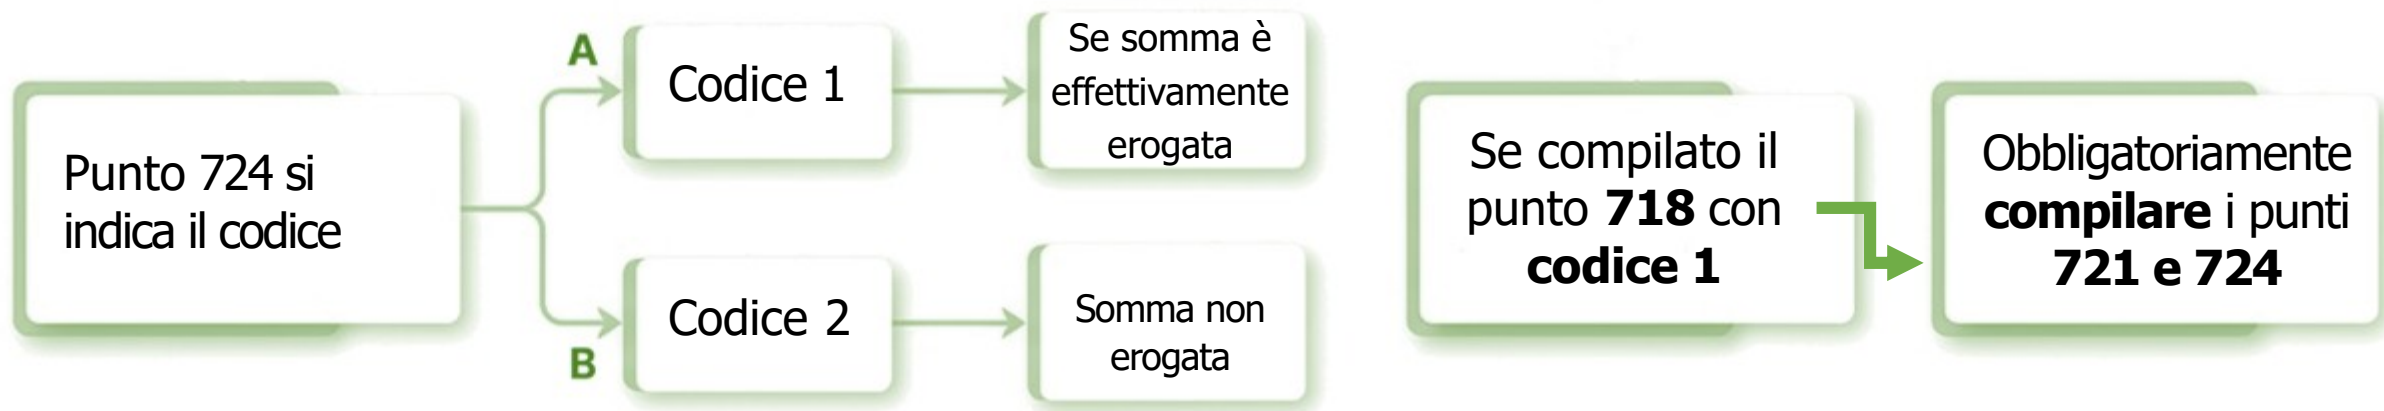 Punto 724 si
indica il codice
A
Codice 1
Se somma è
effettivamente
erogata
B
Codice 2
Somma non
erogata
Se compilato il
punto 718 con
codice 1
Obbligatoriamente
compilare i punti
721 e 724